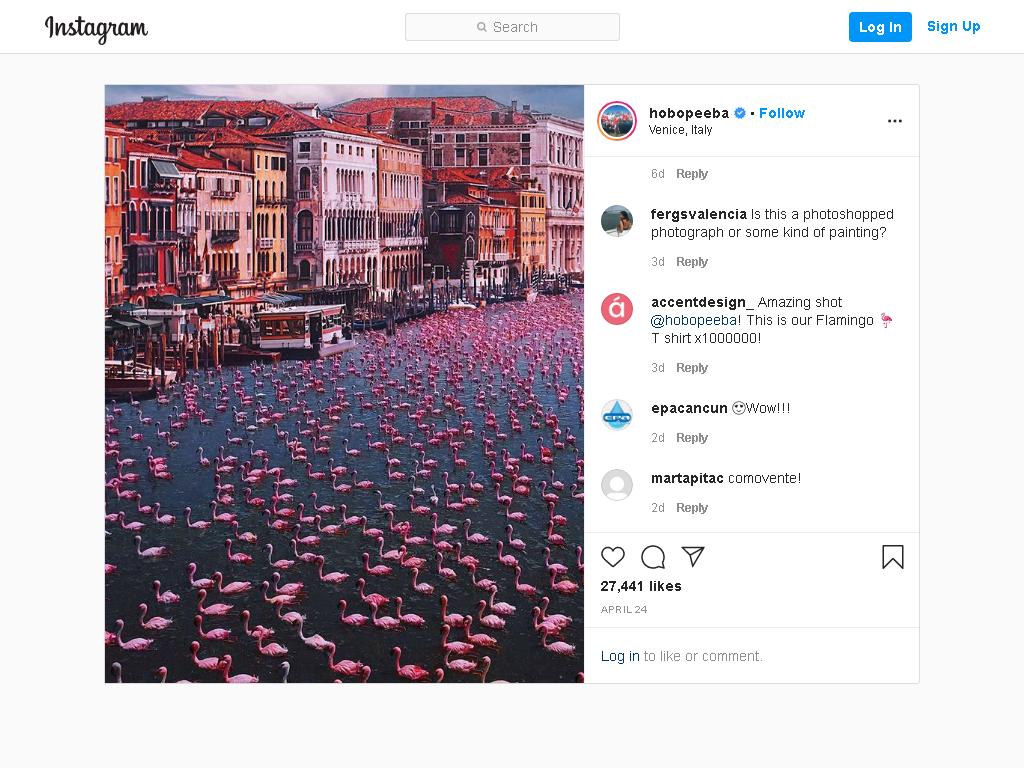 Instagram
Search
Log In
Sign Up
hobopeeba • Follow
Venice, Italy
6d Reply
fergsvalencia Is this a photoshopped
photograph or some kind of painting?
3d Reply
accentdesign_ Amazing shot
@hobopeeba! This is our Flamingo 🦩
T shirt x1000000!
3d Reply
epacancun 😍Wow!!!
2d Reply
martapitac comovente!
2d Reply
27,441 likes
APRIL 24
Log in to like or comment.